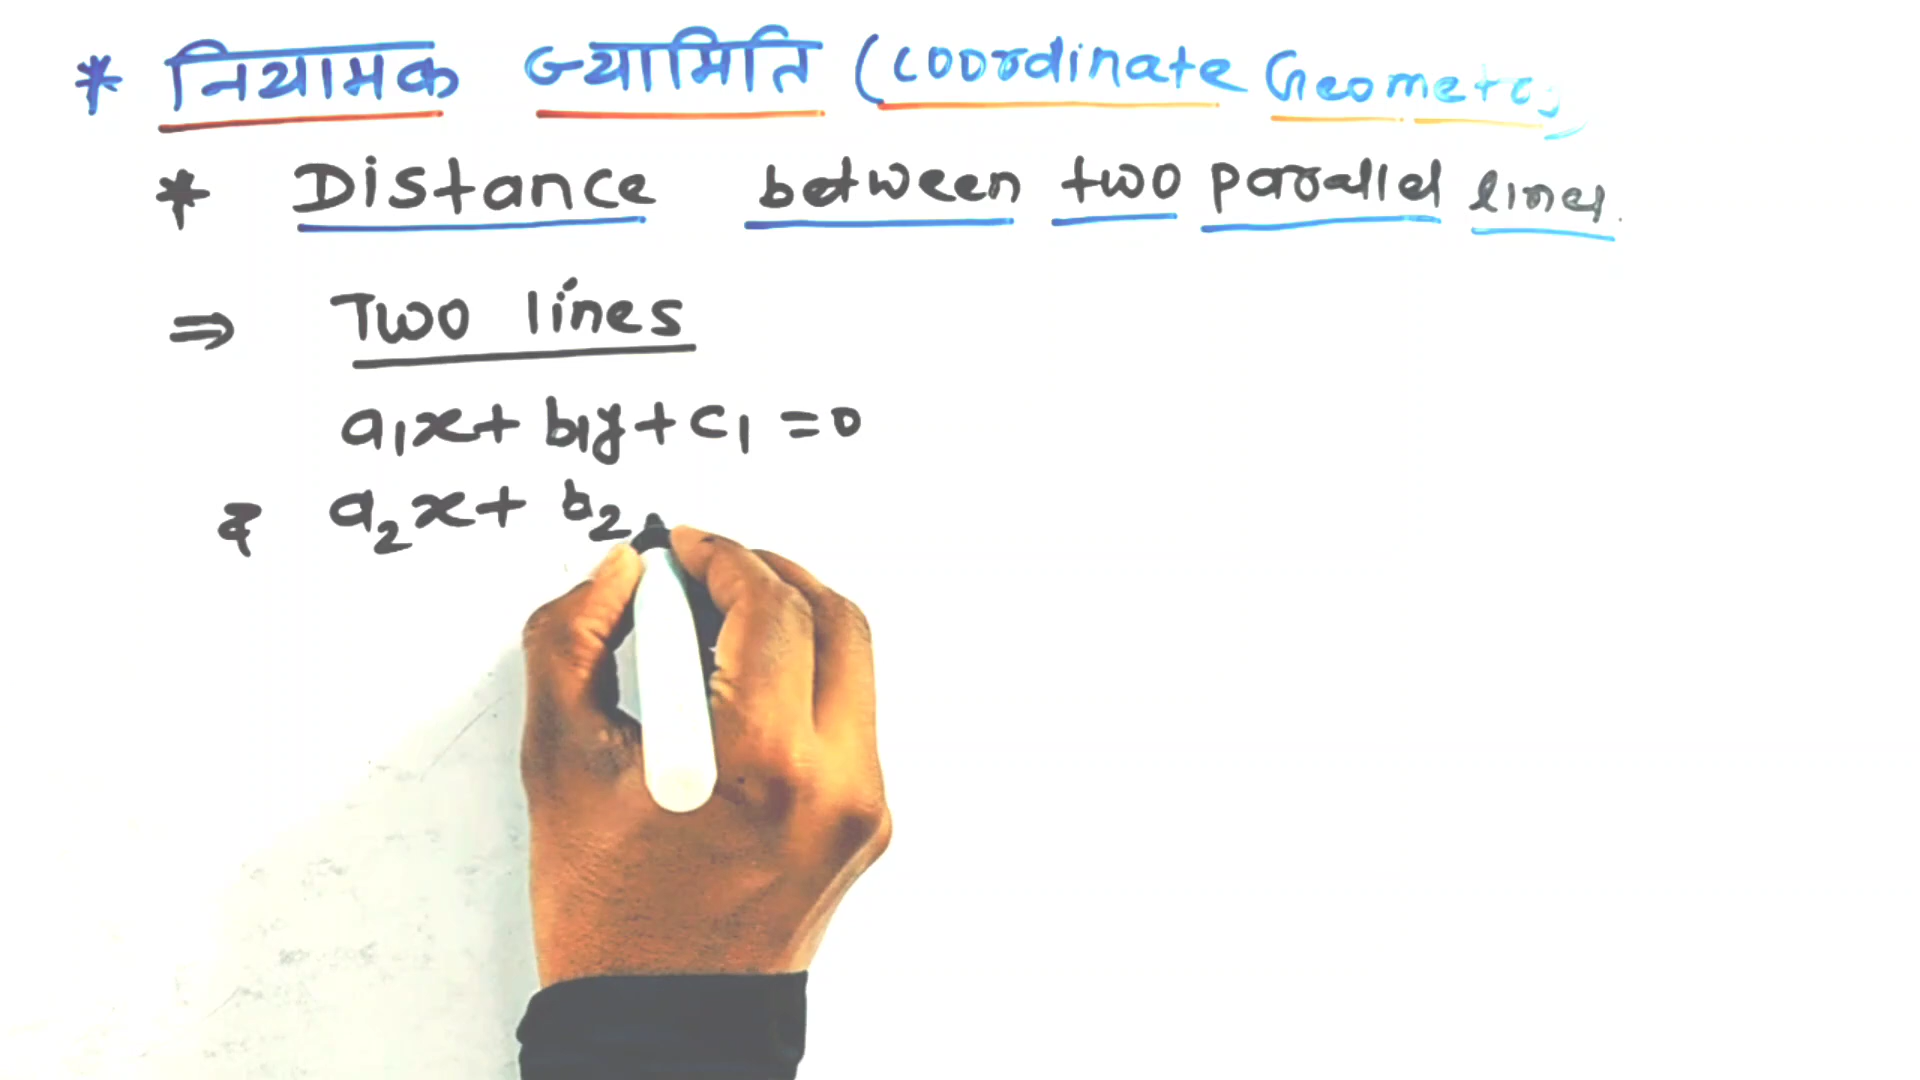 * नियामक ज्यामिति (Coordinate Geometry)
* Distance between two parallel lines.
⇒ Two lines
a₁x + b₁y + c₁ = 0
& a₂x + b₂